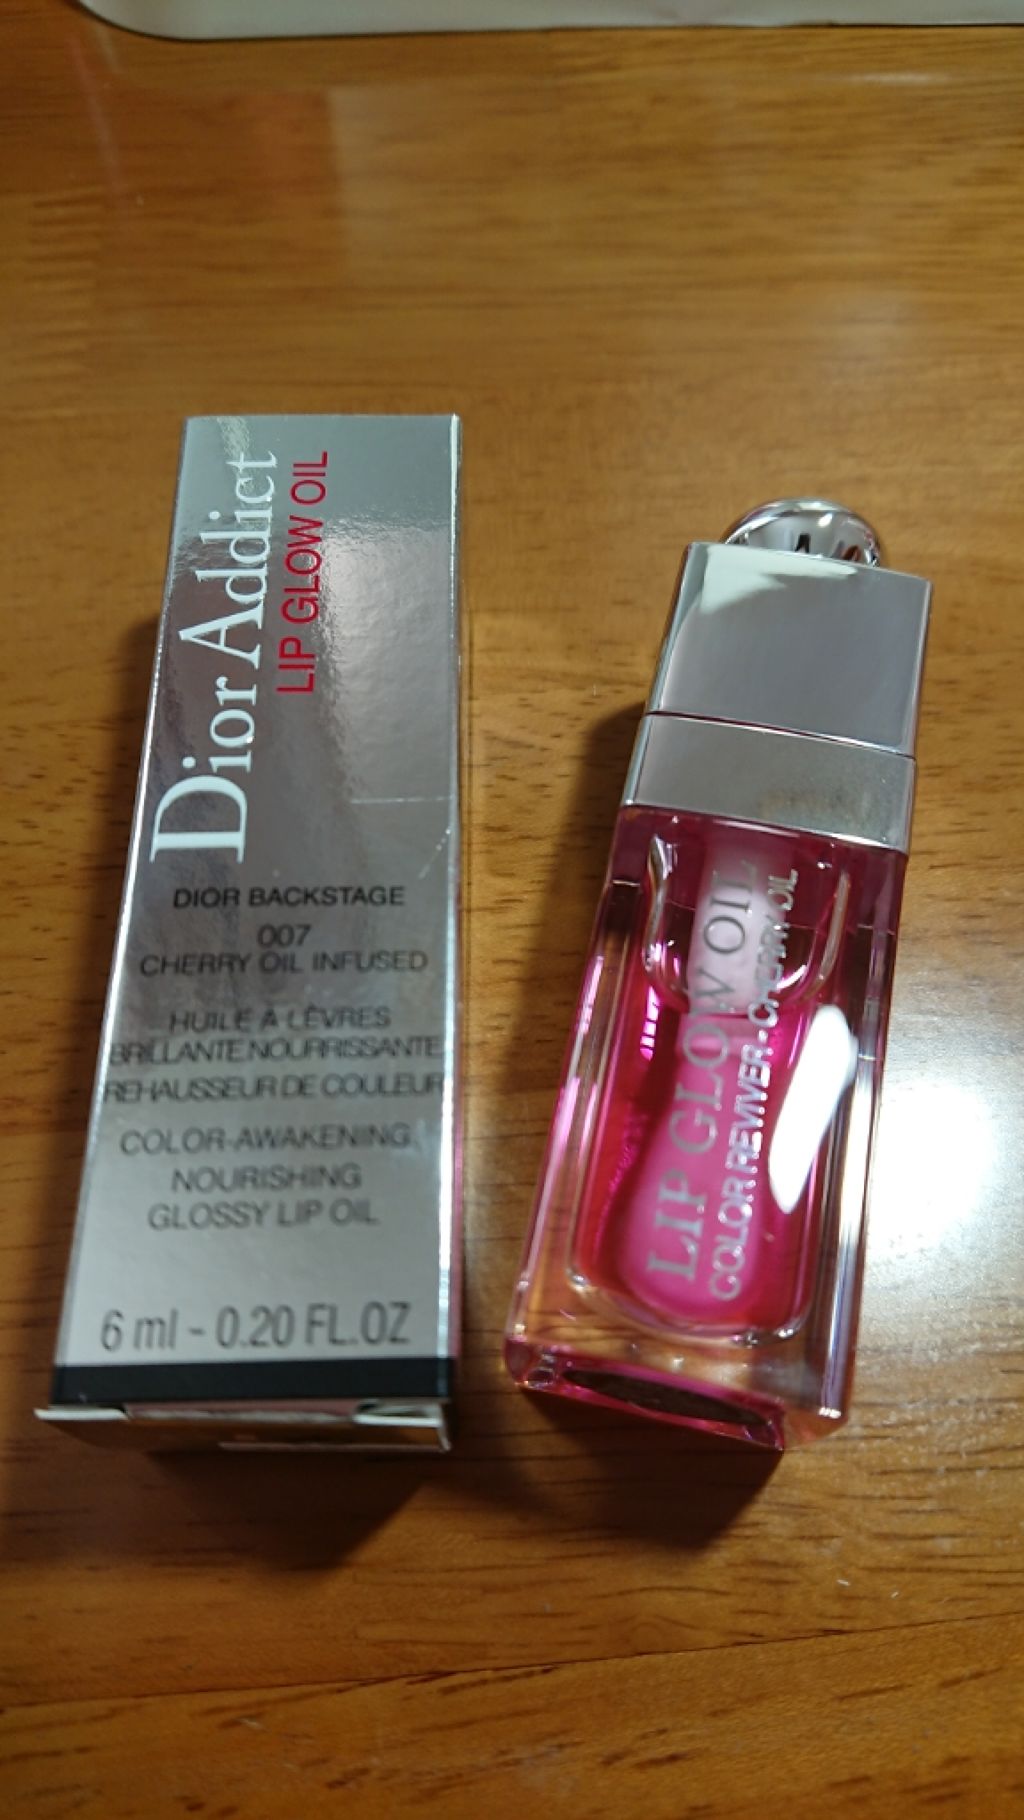 Dior Addict
LIP GLOW OIL
DIOR BACKSTAGE
007
CHERRY OIL INFUSED
HUILE À LÈVRES
BRILLANTE NOURRISSANTE
REHAUSSEUR DE COULEUR
COLOR-AWAKENING
NOURISHING
GLOSSY LIP OIL
6 ml - 0.20 FL.OZ
LIP GLOW OIL
COLOR REVIVER - CHERRY OIL